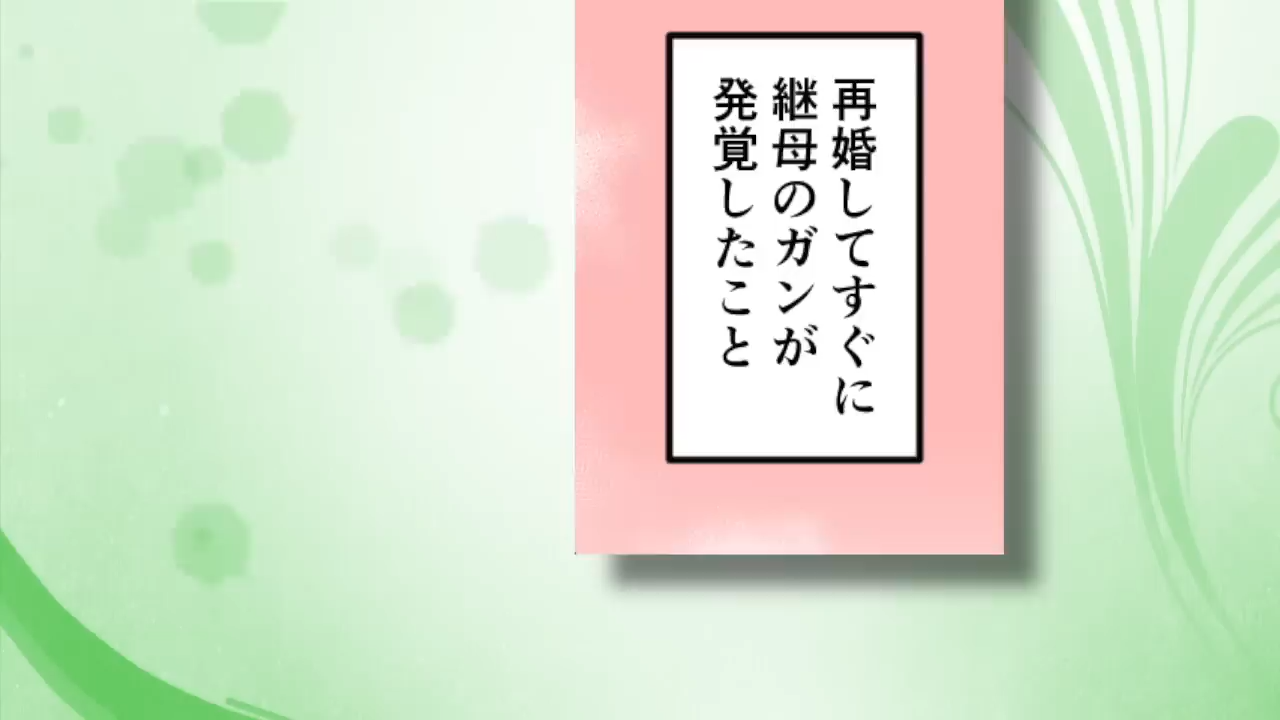 再婚してすぐに
継母のガンが
発覚したこと